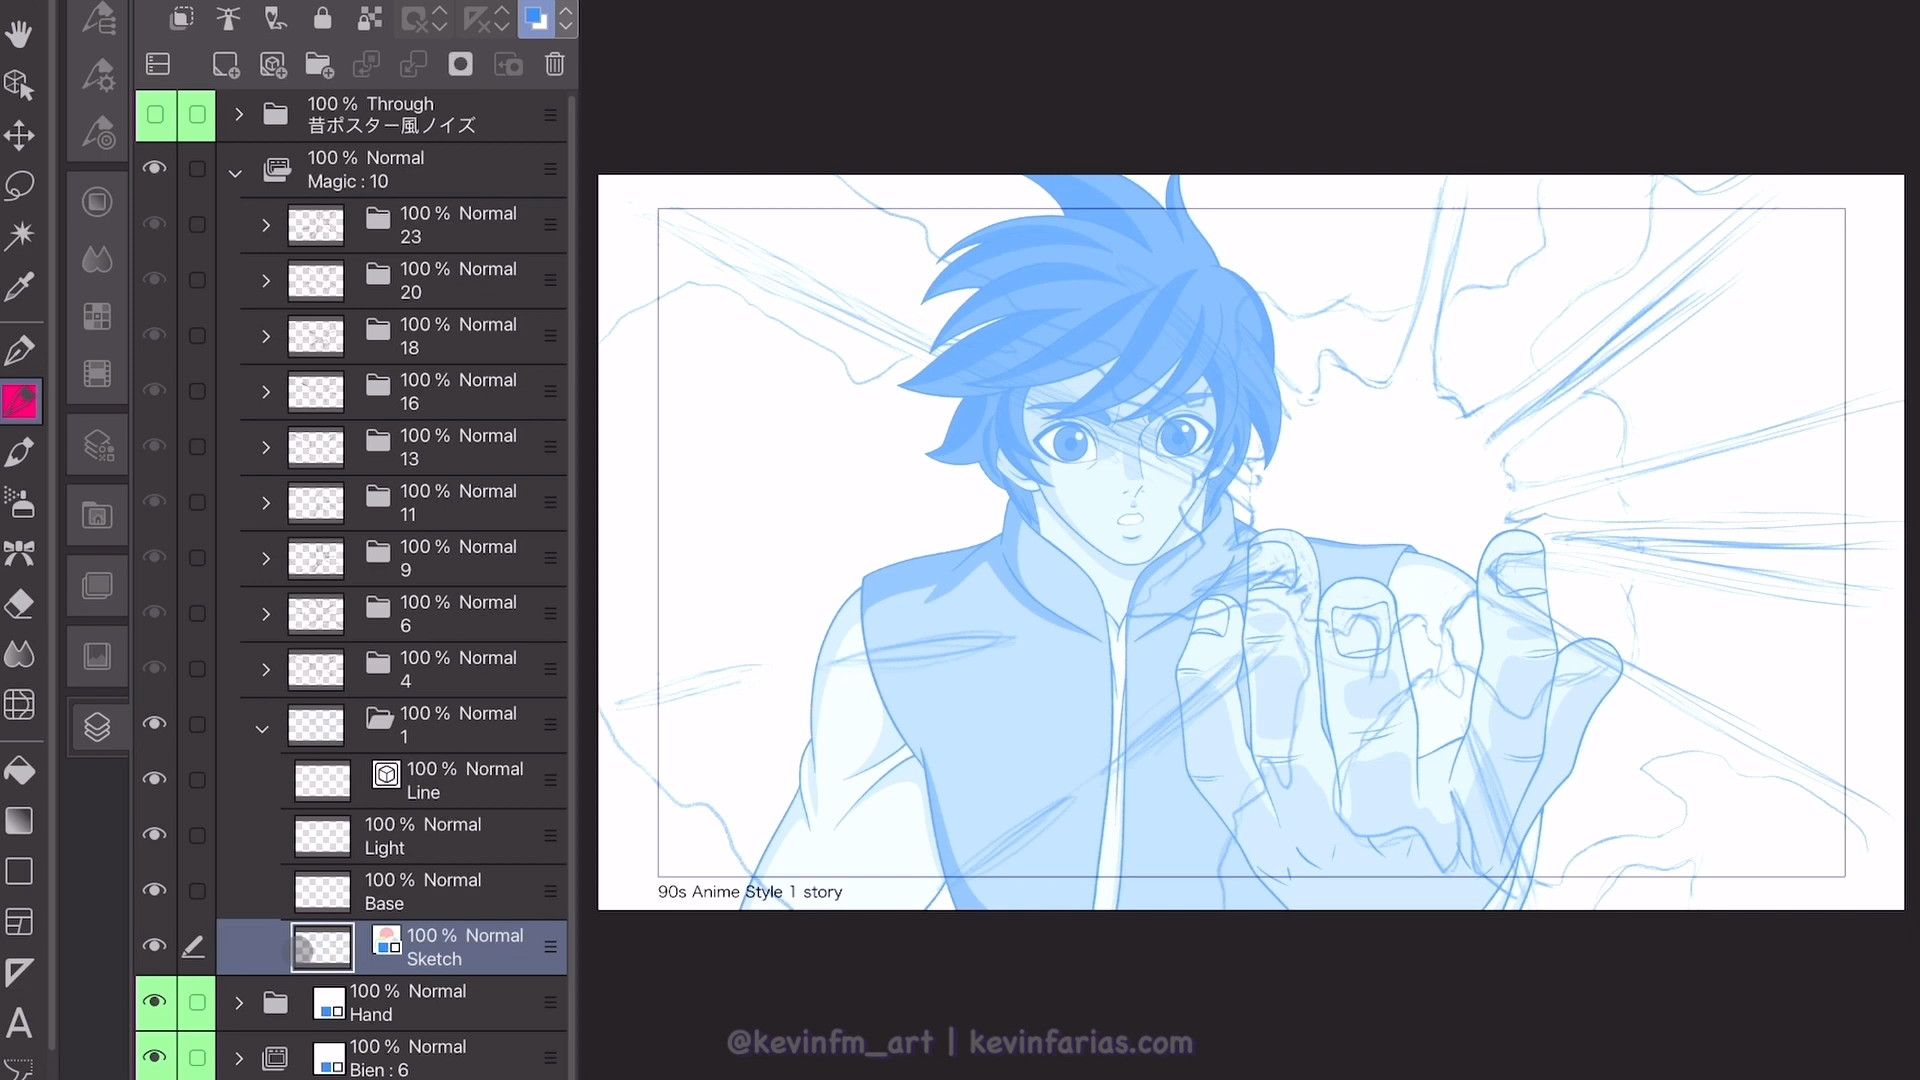 100 % Through
昔ポスター風ノイズ
100 % Normal
Magic : 10
100 % Normal
23
100 % Normal
20
100 % Normal
18
100 % Normal
16
100 % Normal
13
100 % Normal
11
100 % Normal
9
100 % Normal
6
100 % Normal
4
100 % Normal
1
100 % Normal
Line
100 % Normal
Light
100 % Normal
Base
100 % Normal
Sketch
100 % Normal
Hand
100 % Normal
Bien : 6
A
90s Anime Style 1 story
@kevinfm_art | kevinfarias.com